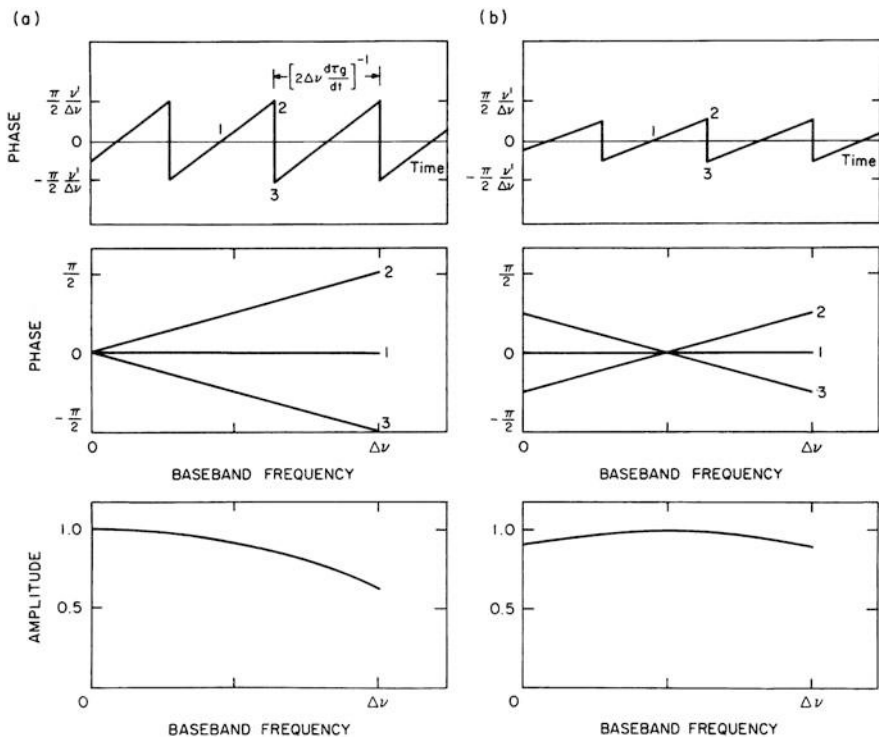 (a)
PHASE
π/2 ν'/Δν
0
-π/2 ν'/Δν
[2Δν dτg/dt]⁻¹
1
2
3
Time
(b)
PHASE
π/2 ν'/Δν
0
-π/2 ν'/Δν
1
2
3
Time
PHASE
π/2
0
-π/2
2
1
3
0
Δν
BASEBAND FREQUENCY
PHASE
π/2
0
-π/2
2
1
3
0
Δν
BASEBAND FREQUENCY
AMPLITUDE
1.0
0.5
0
Δν
BASEBAND FREQUENCY
AMPLITUDE
1.0
0.5
0
Δν
BASEBAND FREQUENCY